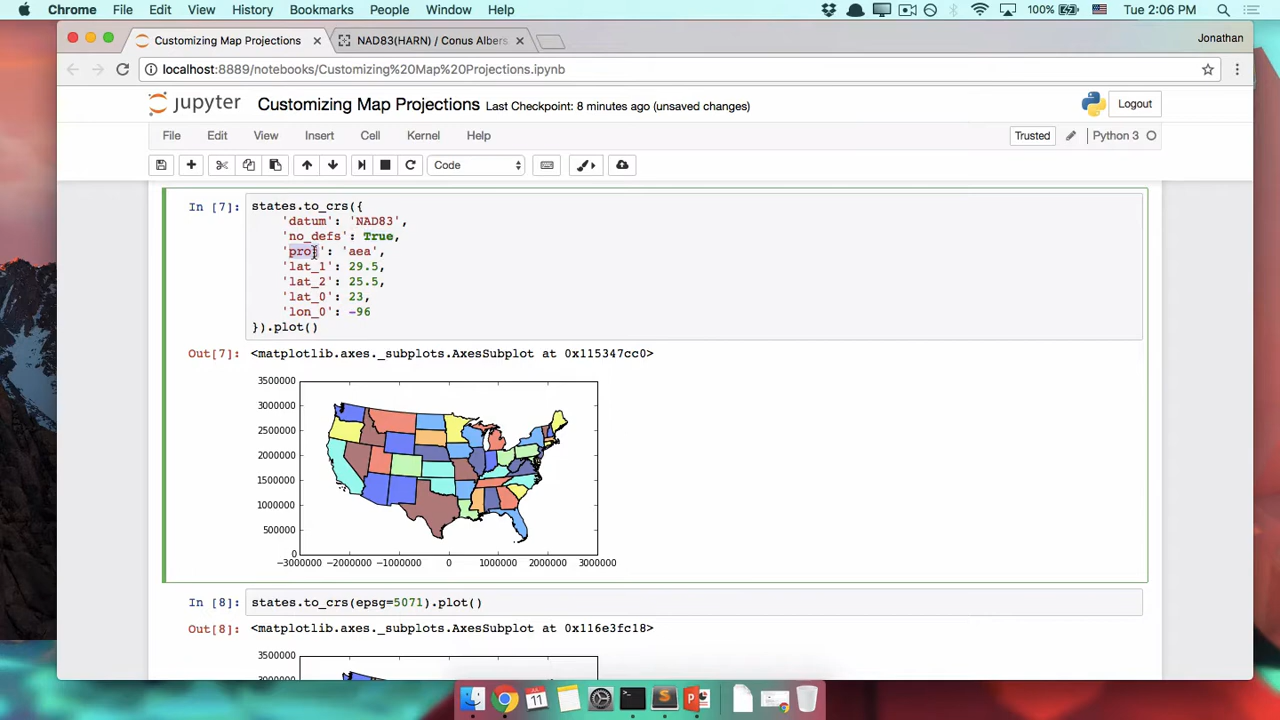 Chrome File Edit View History Bookmarks People Window Help 100% Tue 2:06 PM
Customizing Map Projections NAD83(HARN) / Conus Albers Jonathan
localhost:8889/notebooks/Customizing%20Map%20Projections.ipynb
jupyter Customizing Map Projections Last Checkpoint: 8 minutes ago (unsaved changes) Logout
File Edit View Insert Cell Kernel Help Trusted Python 3
Code
In [7]: states.to_crs({
'datum': 'NAD83',
'no_defs': True,
'proj': 'aea',
'lat_1': 29.5,
'lat_2': 25.5,
'lat_0': 23,
'lon_0': -96
}).plot()
Out[7]: <matplotlib.axes._subplots.AxesSubplot at 0x115347cc0>
3500000
3000000
2500000
2000000
1500000
1000000
500000
0
−3000000 −2000000 −1000000 0 1000000 2000000 3000000
In [8]: states.to_crs(epsg=5071).plot()
Out[8]: <matplotlib.axes._subplots.AxesSubplot at 0x116e3fc18>
3500000